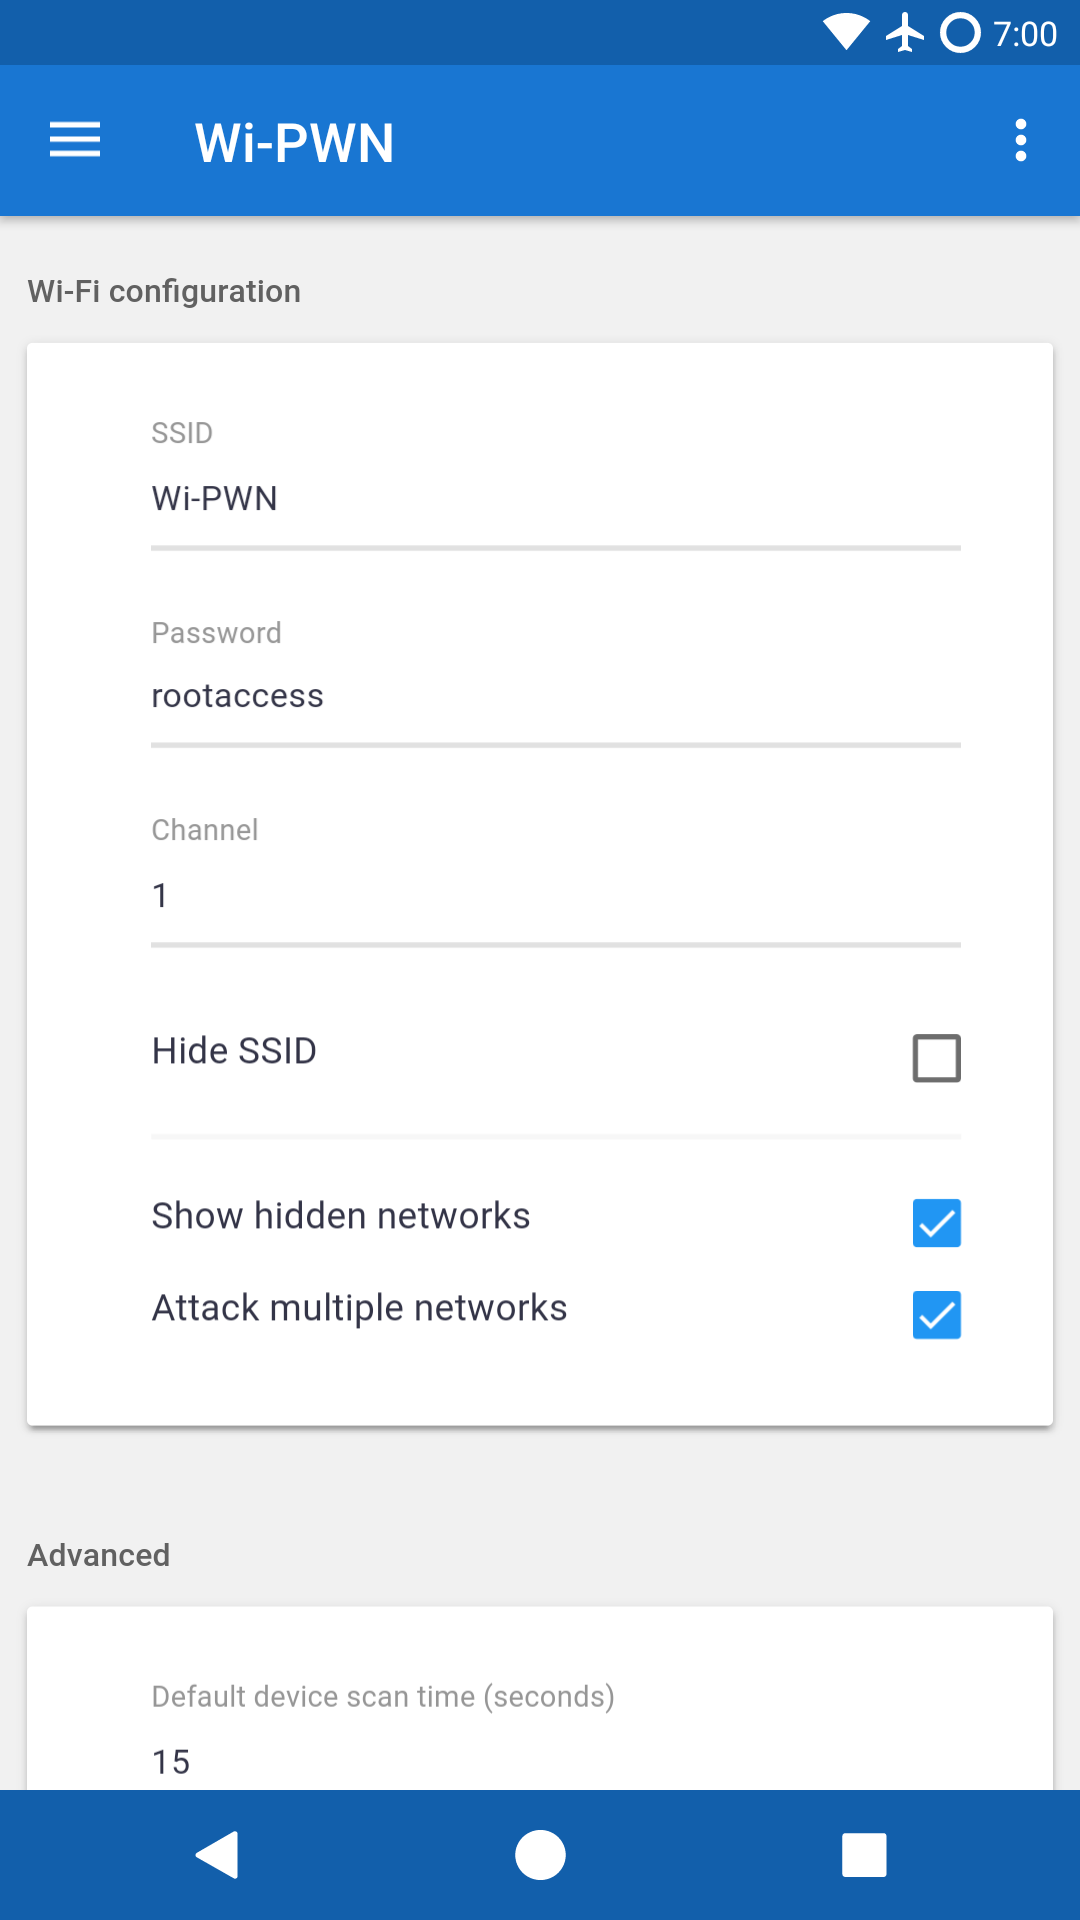 7:00
Wi-PWN
Wi-Fi configuration
SSID
Wi-PWN
Password
rootaccess
Channel
1
Hide SSID
Show hidden networks
Attack multiple networks
Advanced
Default device scan time (seconds)
15